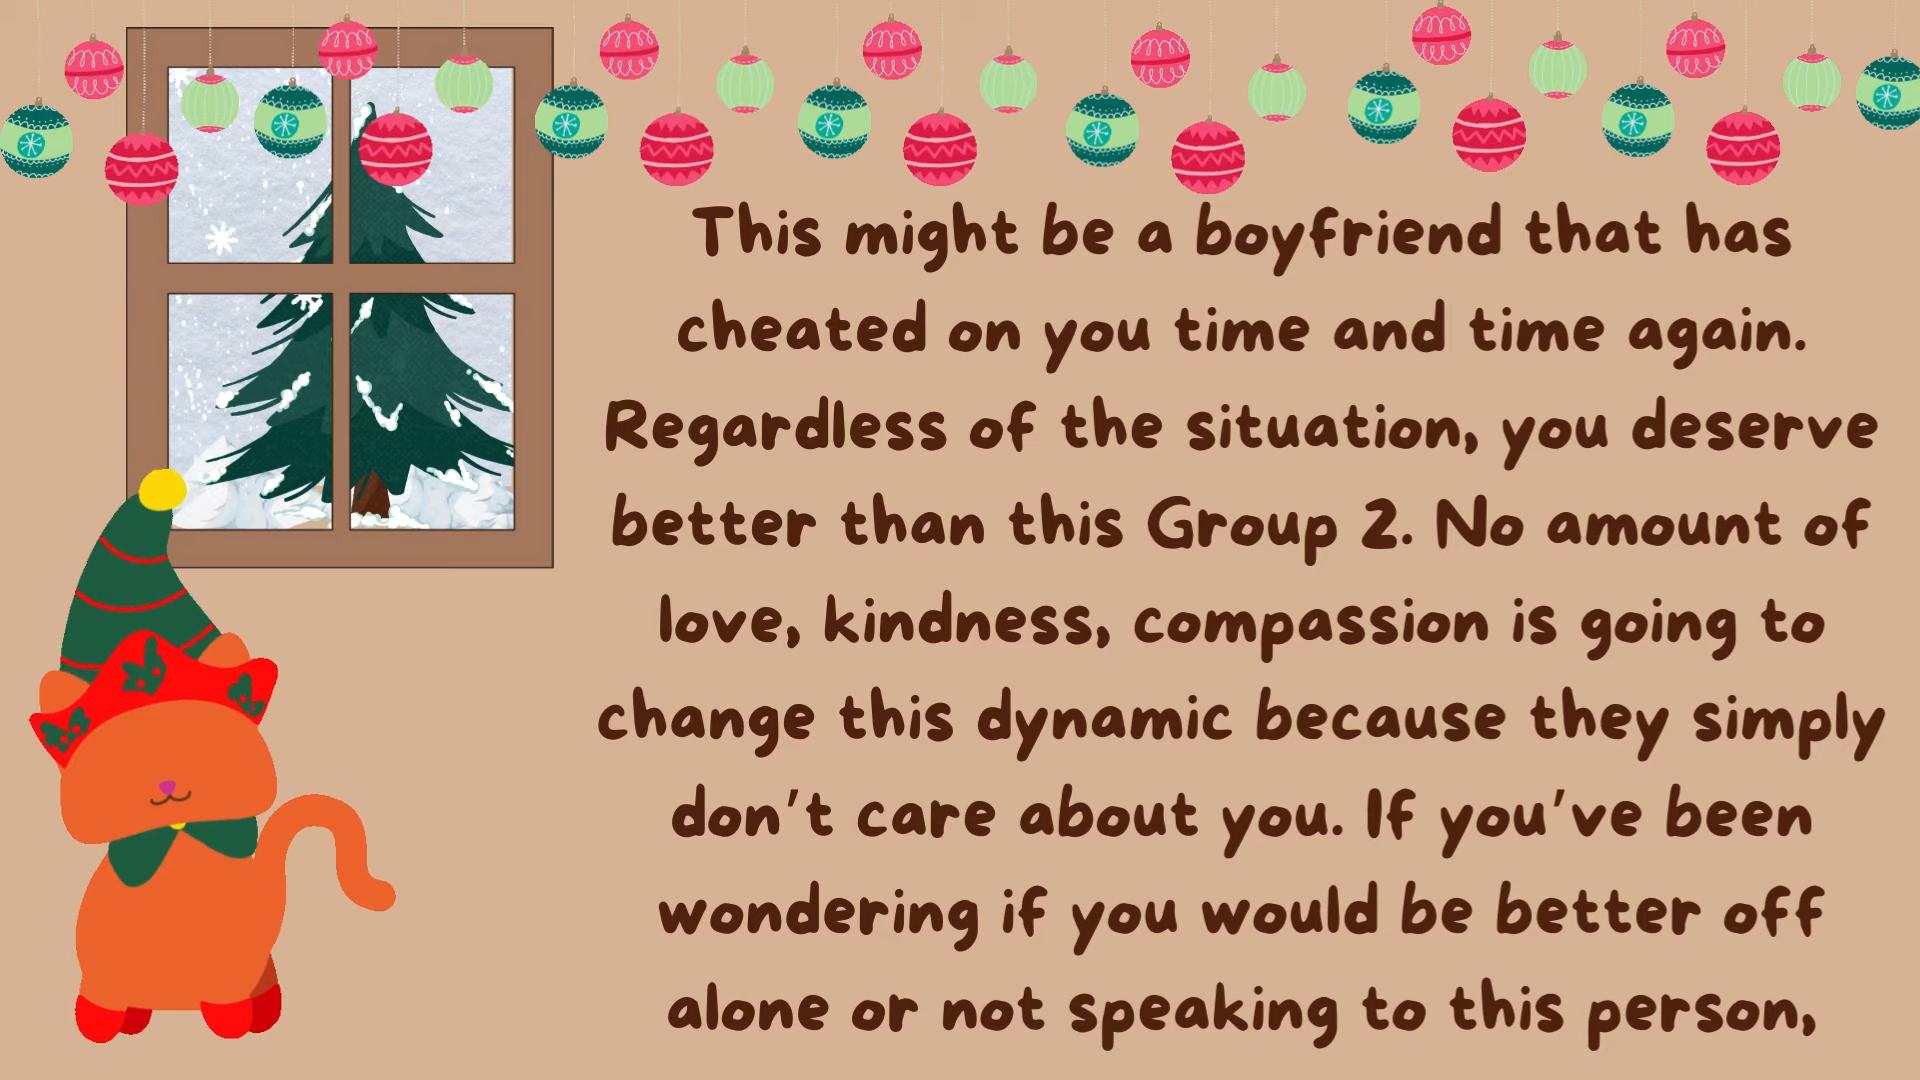 This might be a boyfriend that has
cheated on you time and time again.
Regardless of the situation, you deserve
better than this Group 2. No amount of
love, kindness, compassion is going to
change this dynamic because they simply
don't care about you. If you've been
wondering if you would be better off
alone or not speaking to this person,